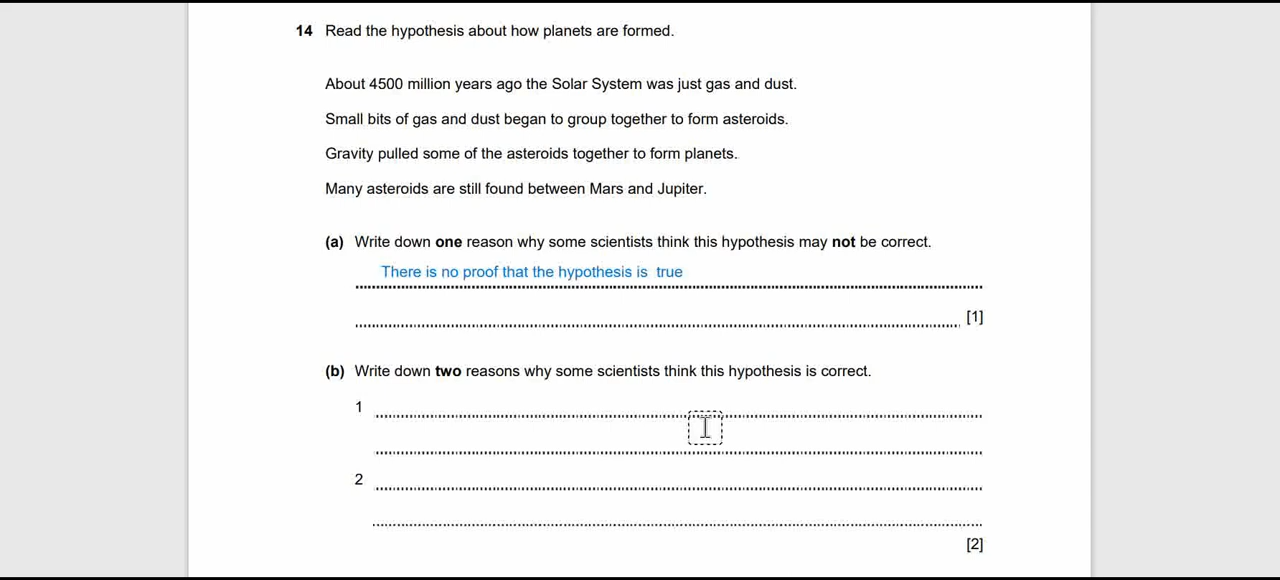 14 Read the hypothesis about how planets are formed.
About 4500 million years ago the Solar System was just gas and dust.
Small bits of gas and dust began to group together to form asteroids.
Gravity pulled some of the asteroids together to form planets.
Many asteroids are still found between Mars and Jupiter.
(a) Write down one reason why some scientists think this hypothesis may not be correct.
There is no proof that the hypothesis is true
[1]
(b) Write down two reasons why some scientists think this hypothesis is correct.
1
2
[2]